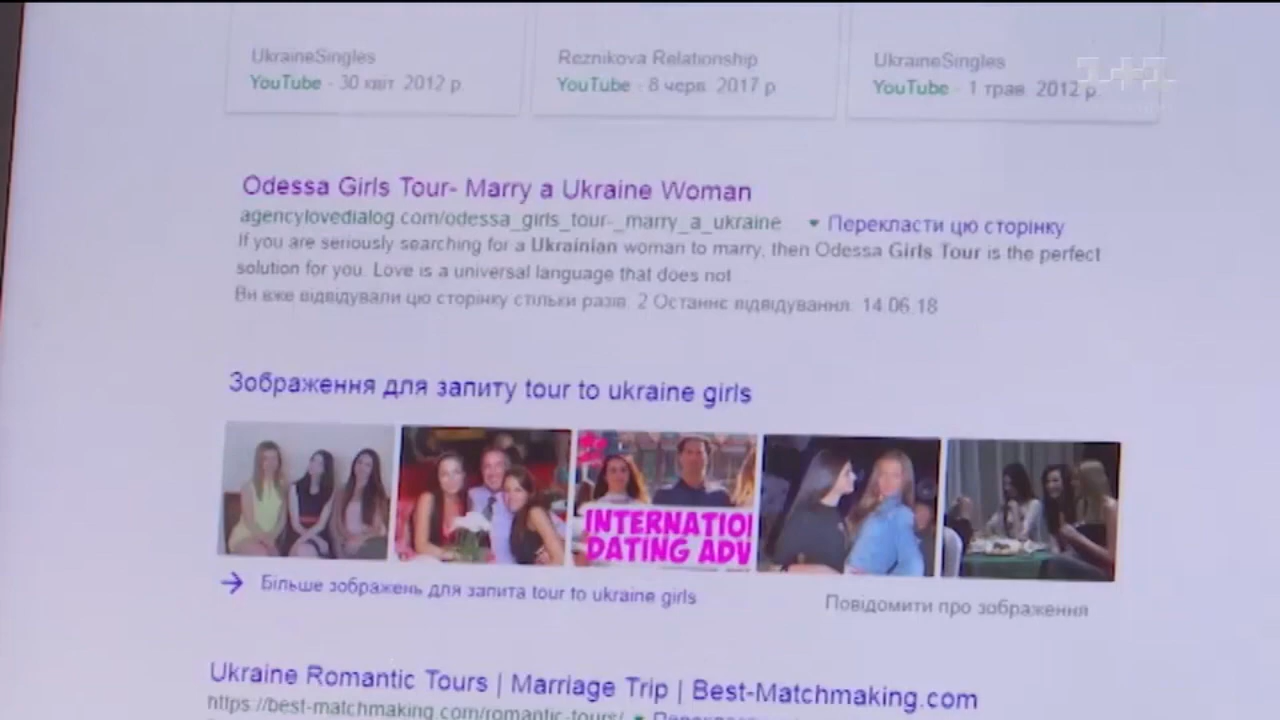 UkraineSingles
YouTube - 30 квіт. 2012 р.
Reznikova Relationship
YouTube - 8 черв. 2017 р.
UkraineSingles
YouTube - 1 трав. 2012 р.
1+1
Odessa Girls Tour- Marry a Ukraine Woman
agencylovedialog.com/odessa_girls_tour-_marry_a_ukraine ▾ Перекласти цю сторінку
If you are seriously searching for a Ukrainian woman to marry, then Odessa Girls Tour is the perfect
solution for you. Love is a universal language that does not
Ви вже відвідували цю сторінку стільки разів: 2 Останнє відвідування: 14.06.18
Зображення для запиту tour to ukraine girls
INTERNATIO
DATING ADV
→ Більше зображень для запита tour to ukraine girls
Повідомити про зображення
Ukraine Romantic Tours | Marriage Trip | Best-Matchmaking.com
https://best-matchmaking.com/romantic-tours/